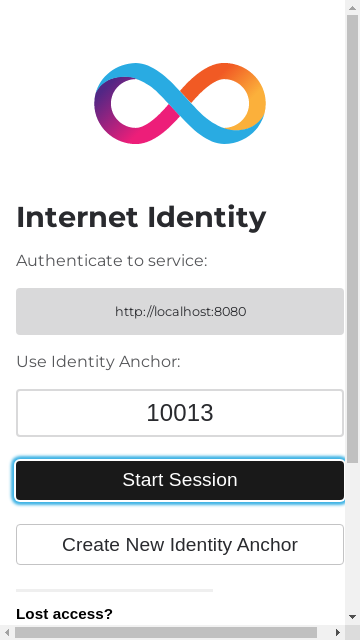 Internet Identity
Authenticate to service:
http://localhost:8080
Use Identity Anchor:
10013
Start Session
Create New Identity Anchor
Lost access?